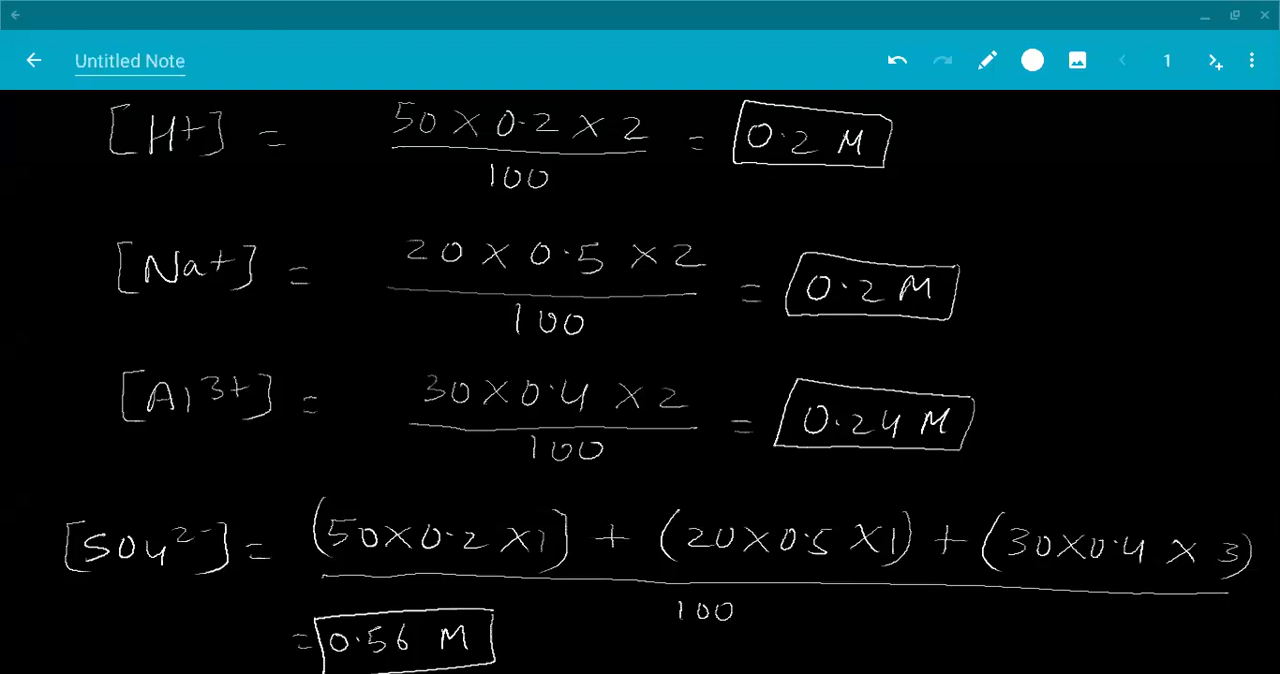 Untitled Note
1
[H+] = 50 × 0.2 × 2 / 100 = 0.2 M
[Na+] = 20 × 0.5 × 2 / 100 = 0.2 M
[Al3+] = 30 × 0.4 × 2 / 100 = 0.24 M
[SO4 2-] = (50 × 0.2 × 1) + (20 × 0.5 × 1) + (30 × 0.4 × 3) / 100
= 0.56 M